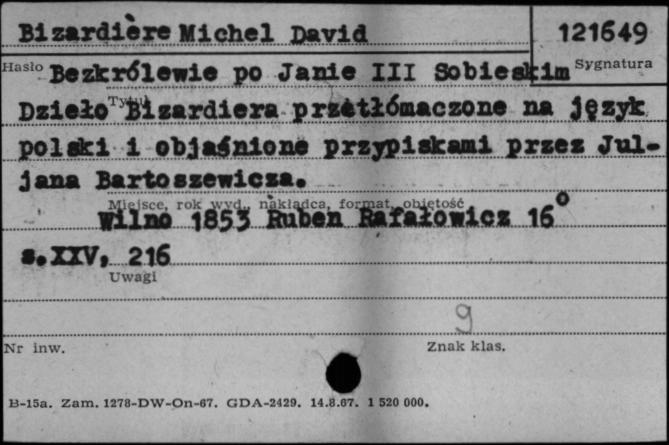 Bizardière Michel David 121649
Hasło Bezkrólewie po Janie III Sobieskim Sygnatura
Tytuł
Dzieło Bizardiera przetłómaczone na język
polski i objaśnione przypiskami przez Jul-
jana Bartoszewicza.
Miejsce, rok wyd., nakładca, format, objętość
Wilno 1853 Ruben Rafałowicz 16°
s.XXV, 216
Uwagi
9
Nr inw. Znak klas.
B-15a. Zam. 1278-DW-On-67. GDA-2429. 14.8.67. 1 520 000.